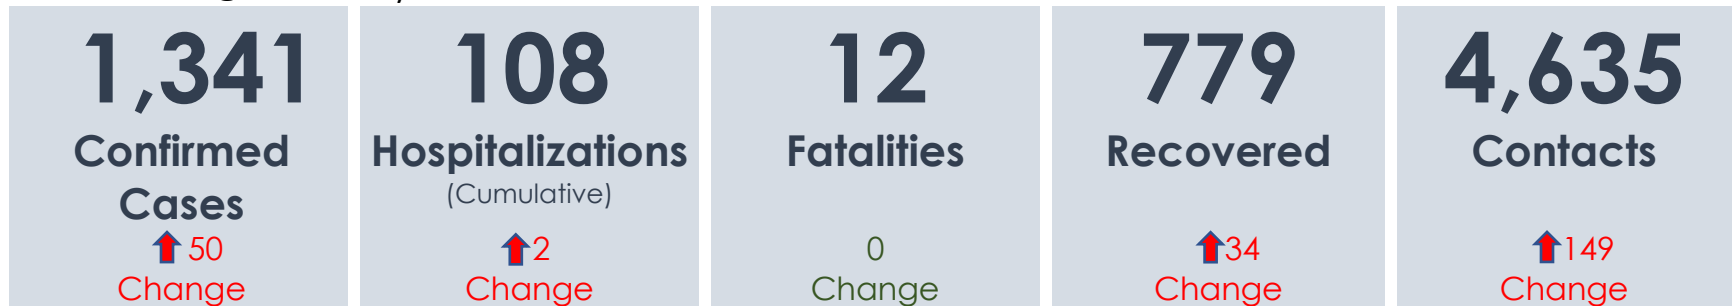 1,341
Confirmed
Cases
50
Change
108
Hospitalizations
(Cumulative)
2
Change
12
Fatalities
0
Change
779
Recovered
34
Change
4,635
Contacts
149
Change